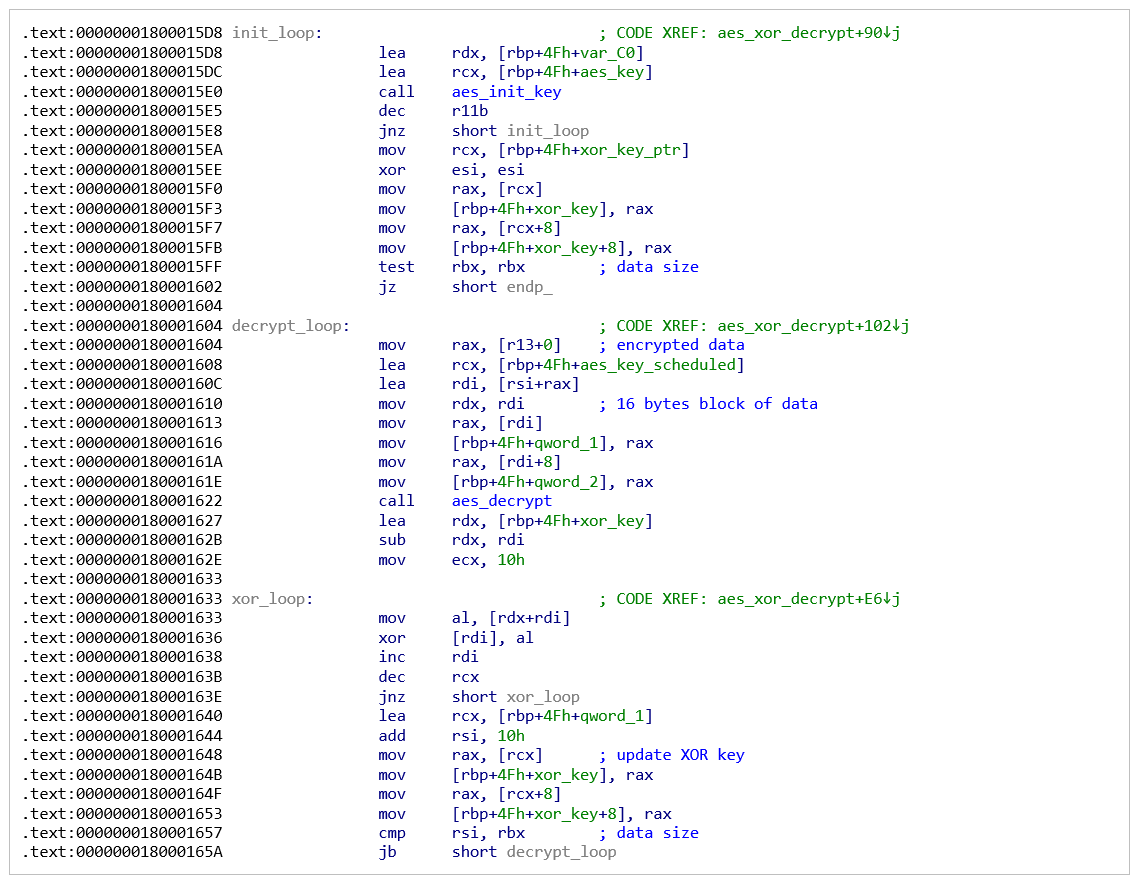 .text:00000001800015D8 init_loop: ; CODE XREF: aes_xor_decrypt+90↓j
.text:00000001800015D8 lea rdx, [rbp+4Fh+var_C0]
.text:00000001800015DC lea rcx, [rbp+4Fh+aes_key]
.text:00000001800015E0 call aes_init_key
.text:00000001800015E5 dec r11b
.text:00000001800015E8 jnz short init_loop
.text:00000001800015EA mov rcx, [rbp+4Fh+xor_key_ptr]
.text:00000001800015EE xor esi, esi
.text:00000001800015F0 mov rax, [rcx]
.text:00000001800015F3 mov [rbp+4Fh+xor_key], rax
.text:00000001800015F7 mov rax, [rcx+8]
.text:00000001800015FB mov [rbp+4Fh+xor_key+8], rax
.text:00000001800015FF test rbx, rbx ; data size
.text:0000000180001602 jz short endp_
.text:0000000180001604
.text:0000000180001604 decrypt_loop: ; CODE XREF: aes_xor_decrypt+102↓j
.text:0000000180001604 mov rax, [r13+0] ; encrypted data
.text:0000000180001608 lea rcx, [rbp+4Fh+aes_key_scheduled]
.text:000000018000160C lea rdi, [rsi+rax]
.text:0000000180001610 mov rdx, rdi ; 16 bytes block of data
.text:0000000180001613 mov rax, [rdi]
.text:0000000180001616 mov [rbp+4Fh+qword_1], rax
.text:000000018000161A mov rax, [rdi+8]
.text:000000018000161E mov [rbp+4Fh+qword_2], rax
.text:0000000180001622 call aes_decrypt
.text:0000000180001627 lea rdx, [rbp+4Fh+xor_key]
.text:000000018000162B sub rdx, rdi
.text:000000018000162E mov ecx, 10h
.text:0000000180001633
.text:0000000180001633 xor_loop: ; CODE XREF: aes_xor_decrypt+E6↓j
.text:0000000180001633 mov al, [rdx+rdi]
.text:0000000180001636 xor [rdi], al
.text:0000000180001638 inc rdi
.text:000000018000163B dec rcx
.text:000000018000163E jnz short xor_loop
.text:0000000180001640 lea rcx, [rbp+4Fh+qword_1]
.text:0000000180001644 add rsi, 10h
.text:0000000180001648 mov rax, [rcx] ; update XOR key
.text:000000018000164B mov [rbp+4Fh+xor_key], rax
.text:000000018000164F mov rax, [rcx+8]
.text:0000000180001653 mov [rbp+4Fh+xor_key+8], rax
.text:0000000180001657 cmp rsi, rbx ; data size
.text:000000018000165A jb short decrypt_loop